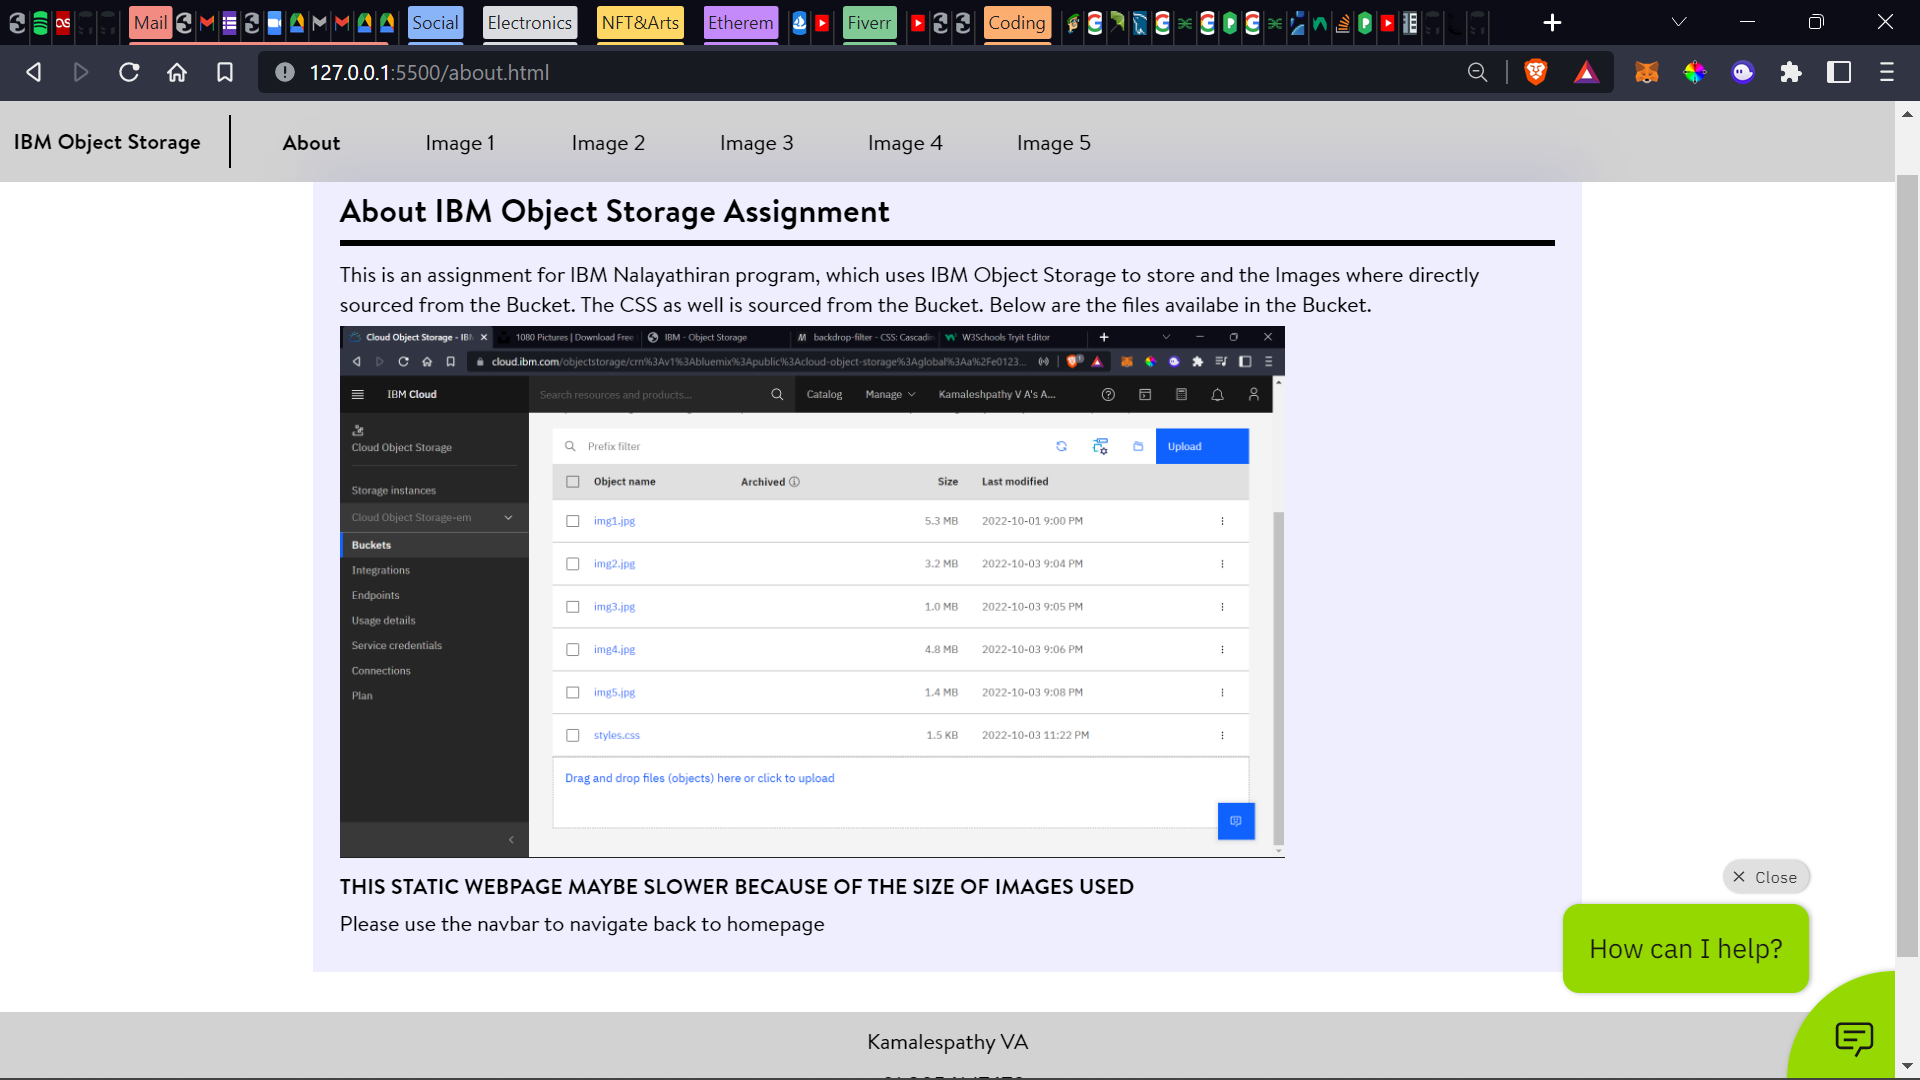 Mail
Social
Electronics
NFT&Arts
Etherem
Fiverr
Coding
127.0.0.1:5500/about.html
IBM Object Storage
About
Image 1
Image 2
Image 3
Image 4
Image 5
About IBM Object Storage Assignment
This is an assignment for IBM Nalayathiran program, which uses IBM Object Storage to store and the Images where directly
sourced from the Bucket. The CSS as well is sourced from the Bucket. Below are the files availabe in the Bucket.
Cloud Object Storage - IBM
1080 Pictures | Download Free
IBM - Object Storage
backdrop-filter - CSS: Cascadin
W3Schools Tryit Editor
cloud.ibm.com/objectstorage/crn%3Av1%3Abluemix%3Apublic%3Acloud-object-storage%3Aglobal%3Aa%2Fe0123...
IBM Cloud
Search resources and products...
Catalog
Manage
Kamaleshpathy V A's A...
Cloud Object Storage
Storage instances
Cloud Object Storage-em
Buckets
Integrations
Endpoints
Usage details
Service credentials
Connections
Plan
Prefix filter
Upload
Object name Archived Size Last modified
img1.jpg 5.3 MB 2022-10-01 9:00 PM
img2.jpg 3.2 MB 2022-10-03 9:04 PM
img3.jpg 1.0 MB 2022-10-03 9:05 PM
img4.jpg 4.8 MB 2022-10-03 9:06 PM
img5.jpg 1.4 MB 2022-10-03 9:08 PM
styles.css 1.5 KB 2022-10-03 11:22 PM
Drag and drop files (objects) here or click to upload
THIS STATIC WEBPAGE MAYBE SLOWER BECAUSE OF THE SIZE OF IMAGES USED
Please use the navbar to navigate back to homepage
Close
How can I help?
Kamalespathy VA